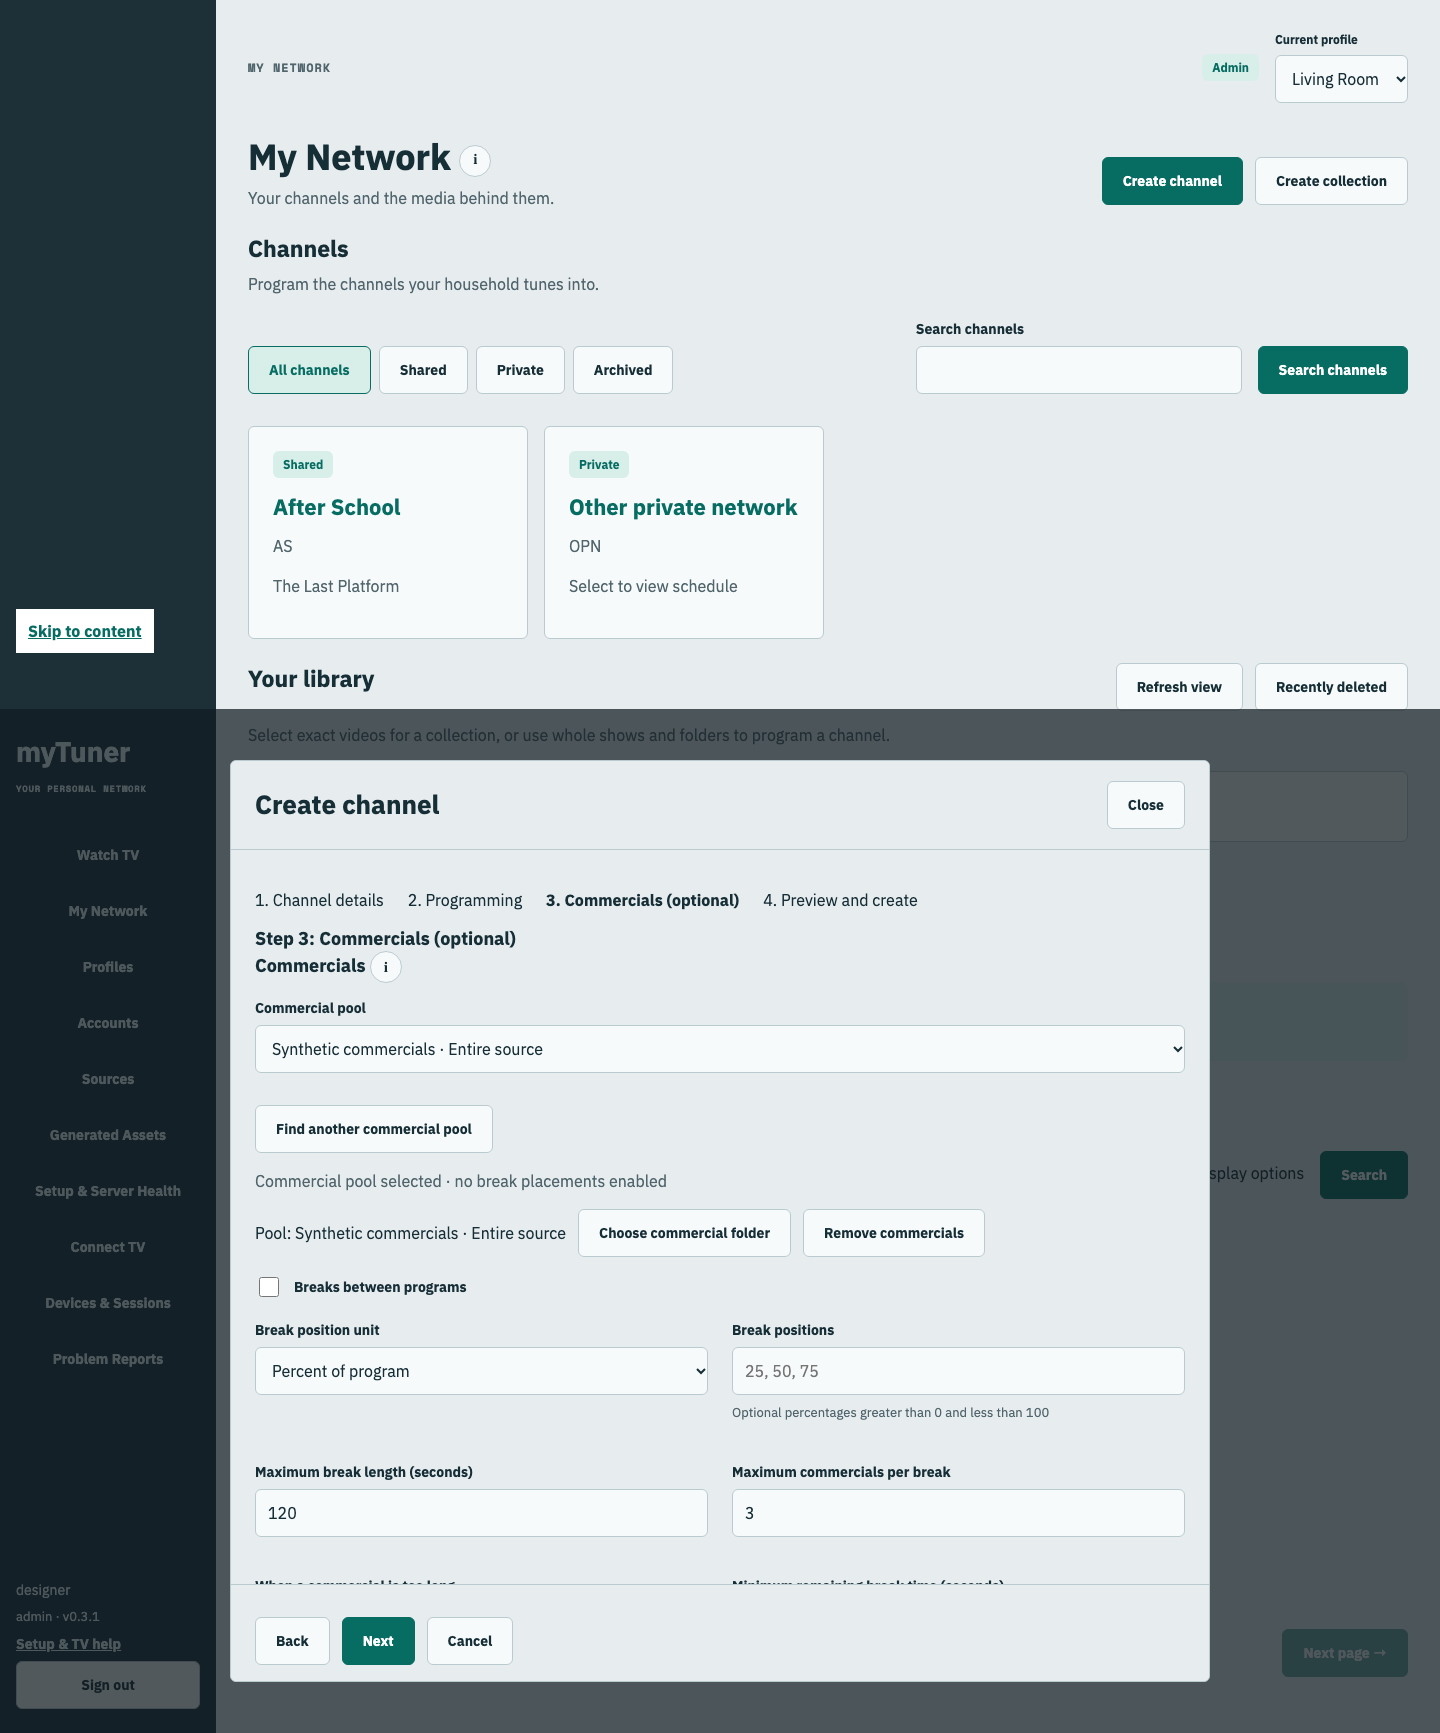 MY NETWORK
Admin
Current profile
Living Room
My Network i
Your channels and the media behind them.
Create channel
Create collection
Channels
Program the channels your household tunes into.
Search channels
All channels
Shared
Private
Archived
Search channels
Shared
After School
AS
The Last Platform
Private
Other private network
OPN
Select to view schedule
Skip to content
Your library
Refresh view
Recently deleted
Select exact videos for a collection, or use whole shows and folders to program a channel.
myTuner
YOUR PERSONAL NETWORK
Watch TV
My Network
Profiles
Accounts
Sources
Generated Assets
Setup & Server Health
Connect TV
Devices & Sessions
Problem Reports
designer
admin · v0.3.1
Setup & TV help
Sign out
Create channel
Close
1. Channel details
2. Programming
3. Commercials (optional)
4. Preview and create
Step 3: Commercials (optional)
Commercials i
Commercial pool
Synthetic commercials · Entire source
Find another commercial pool
Commercial pool selected · no break placements enabled
Pool: Synthetic commercials · Entire source
Choose commercial folder
Remove commercials
Breaks between programs
Break position unit
Break positions
Percent of program
25, 50, 75
Optional percentages greater than 0 and less than 100
Maximum break length (seconds)
Maximum commercials per break
120
3
When a commercial is too long
Minimum remaining break time (seconds)
Back
Next
Cancel
splay options
Search
Next page →